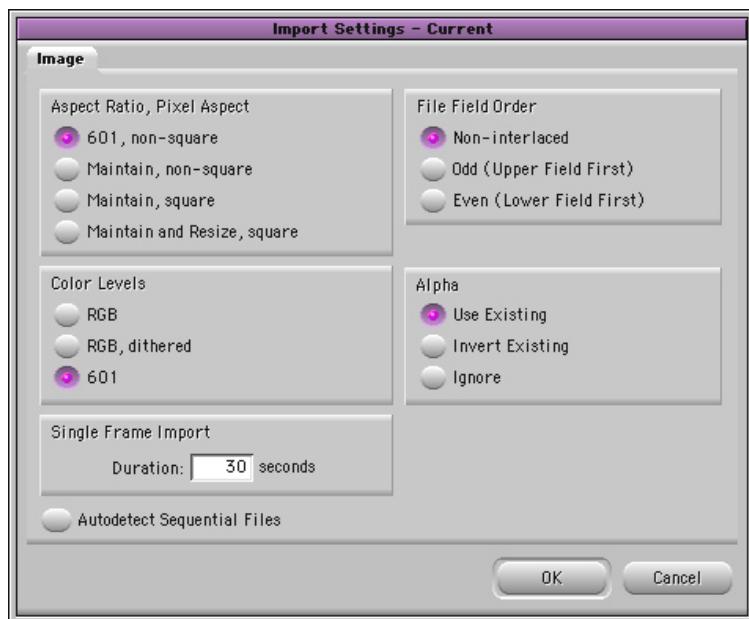 Import Settings - Current
Image
Aspect Ratio, Pixel Aspect
601, non-square
Maintain, non-square
Maintain, square
Maintain and Resize, square
File Field Order
Non-interlaced
Odd (Upper Field First)
Even (Lower Field First)
Color Levels
RGB
RGB, dithered
601
Alpha
Use Existing
Invert Existing
Ignore
Single Frame Import
Duration: 30 seconds
Autodetect Sequential Files
OK Cancel